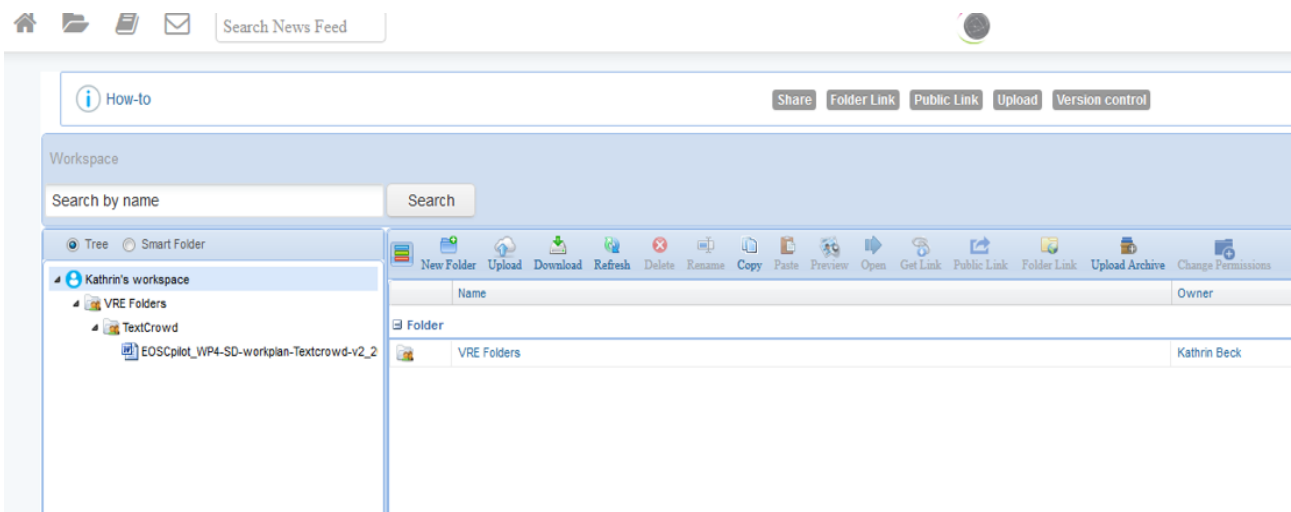 Search News Feed
How-to
Share Folder Link Public Link Upload Version control
Workspace
Search by name Search
Tree Smart Folder
New Folder Upload Download Refresh Delete Rename Copy Paste Preview Open Get Link Public Link Folder Link Upload Archive Change Permissions
Kathrin's workspace
Name Owner
VRE Folders
Folder
TextCrowd
EOSCpilot_WP4-SD-workplan-Textcrowd-v2_2
VRE Folders Kathrin Beck